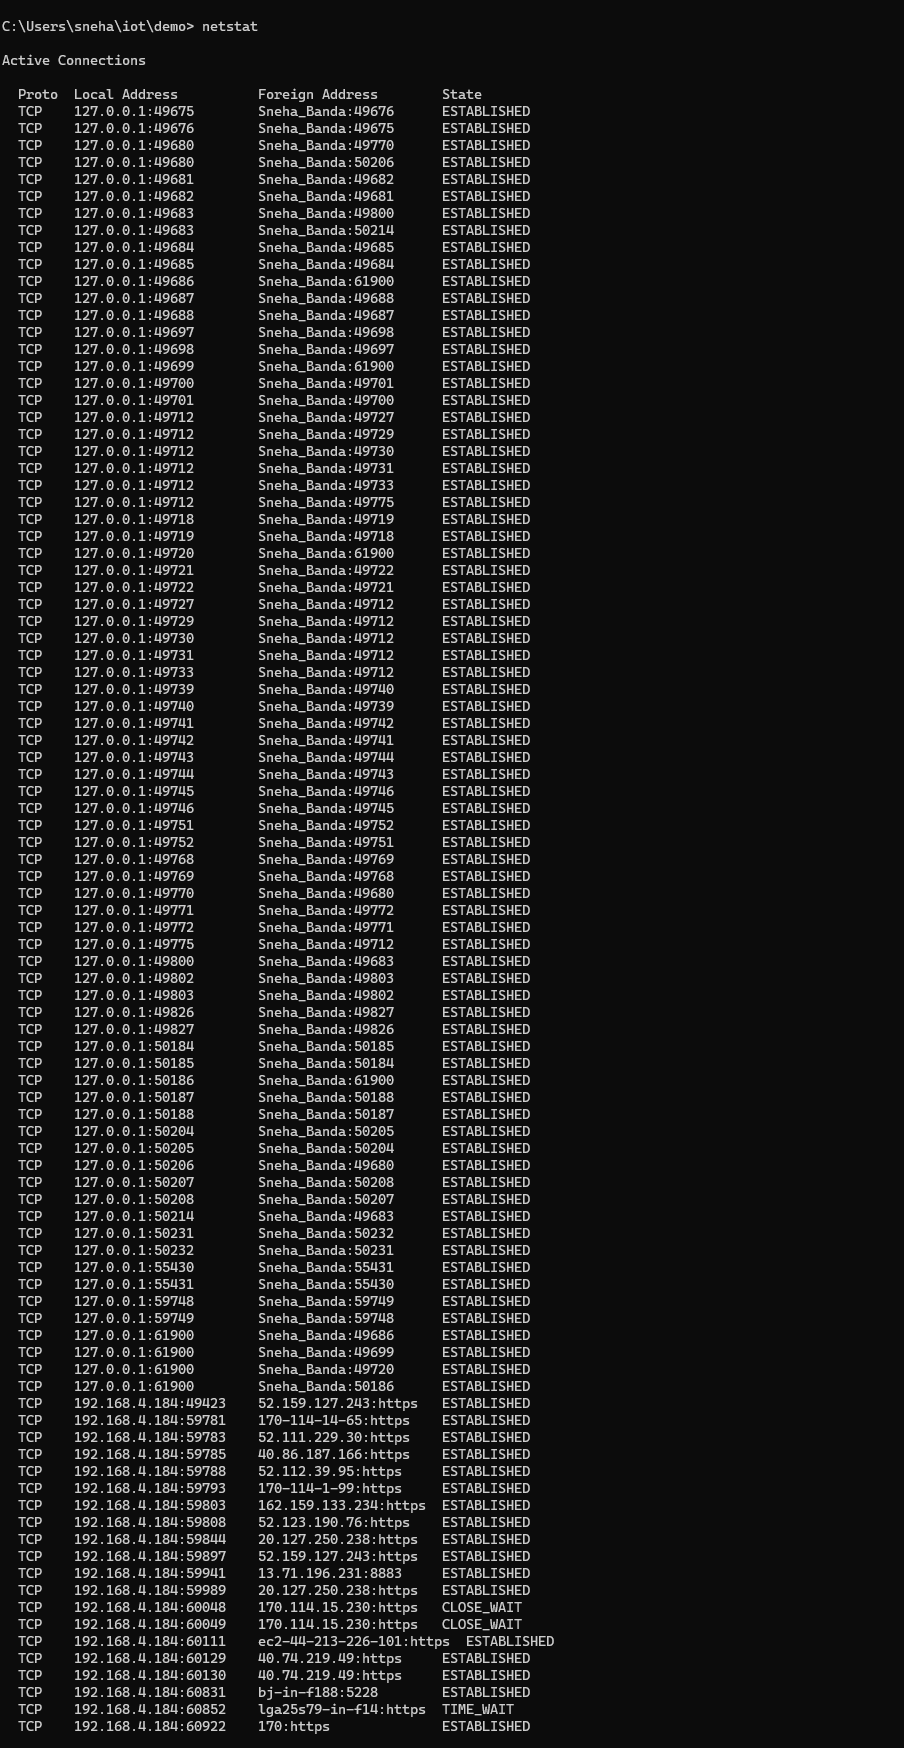 C:\Users\sneha\iot\demo> netstat
Active Connections
Proto  Local Address          Foreign Address        State
TCP    127.0.0.1:49675        Sneha_Banda:49676      ESTABLISHED
TCP    127.0.0.1:49676        Sneha_Banda:49675      ESTABLISHED
TCP    127.0.0.1:49680        Sneha_Banda:49770      ESTABLISHED
TCP    127.0.0.1:49680        Sneha_Banda:50206      ESTABLISHED
TCP    127.0.0.1:49681        Sneha_Banda:49682      ESTABLISHED
TCP    127.0.0.1:49682        Sneha_Banda:49681      ESTABLISHED
TCP    127.0.0.1:49683        Sneha_Banda:49800      ESTABLISHED
TCP    127.0.0.1:49683        Sneha_Banda:50214      ESTABLISHED
TCP    127.0.0.1:49684        Sneha_Banda:49685      ESTABLISHED
TCP    127.0.0.1:49685        Sneha_Banda:49684      ESTABLISHED
TCP    127.0.0.1:49686        Sneha_Banda:61900      ESTABLISHED
TCP    127.0.0.1:49687        Sneha_Banda:49688      ESTABLISHED
TCP    127.0.0.1:49688        Sneha_Banda:49687      ESTABLISHED
TCP    127.0.0.1:49697        Sneha_Banda:49698      ESTABLISHED
TCP    127.0.0.1:49698        Sneha_Banda:49697      ESTABLISHED
TCP    127.0.0.1:49699        Sneha_Banda:61900      ESTABLISHED
TCP    127.0.0.1:49700        Sneha_Banda:49701      ESTABLISHED
TCP    127.0.0.1:49701        Sneha_Banda:49700      ESTABLISHED
TCP    127.0.0.1:49712        Sneha_Banda:49727      ESTABLISHED
TCP    127.0.0.1:49712        Sneha_Banda:49729      ESTABLISHED
TCP    127.0.0.1:49712        Sneha_Banda:49730      ESTABLISHED
TCP    127.0.0.1:49712        Sneha_Banda:49731      ESTABLISHED
TCP    127.0.0.1:49712        Sneha_Banda:49733      ESTABLISHED
TCP    127.0.0.1:49712        Sneha_Banda:49775      ESTABLISHED
TCP    127.0.0.1:49718        Sneha_Banda:49719      ESTABLISHED
TCP    127.0.0.1:49719        Sneha_Banda:49718      ESTABLISHED
TCP    127.0.0.1:49720        Sneha_Banda:61900      ESTABLISHED
TCP    127.0.0.1:49721        Sneha_Banda:49722      ESTABLISHED
TCP    127.0.0.1:49722        Sneha_Banda:49721      ESTABLISHED
TCP    127.0.0.1:49727        Sneha_Banda:49712      ESTABLISHED
TCP    127.0.0.1:49729        Sneha_Banda:49712      ESTABLISHED
TCP    127.0.0.1:49730        Sneha_Banda:49712      ESTABLISHED
TCP    127.0.0.1:49731        Sneha_Banda:49712      ESTABLISHED
TCP    127.0.0.1:49733        Sneha_Banda:49712      ESTABLISHED
TCP    127.0.0.1:49739        Sneha_Banda:49740      ESTABLISHED
TCP    127.0.0.1:49740        Sneha_Banda:49739      ESTABLISHED
TCP    127.0.0.1:49741        Sneha_Banda:49742      ESTABLISHED
TCP    127.0.0.1:49742        Sneha_Banda:49741      ESTABLISHED
TCP    127.0.0.1:49743        Sneha_Banda:49744      ESTABLISHED
TCP    127.0.0.1:49744        Sneha_Banda:49743      ESTABLISHED
TCP    127.0.0.1:49745        Sneha_Banda:49746      ESTABLISHED
TCP    127.0.0.1:49746        Sneha_Banda:49745      ESTABLISHED
TCP    127.0.0.1:49751        Sneha_Banda:49752      ESTABLISHED
TCP    127.0.0.1:49752        Sneha_Banda:49751      ESTABLISHED
TCP    127.0.0.1:49768        Sneha_Banda:49769      ESTABLISHED
TCP    127.0.0.1:49769        Sneha_Banda:49768      ESTABLISHED
TCP    127.0.0.1:49770        Sneha_Banda:49680      ESTABLISHED
TCP    127.0.0.1:49771        Sneha_Banda:49772      ESTABLISHED
TCP    127.0.0.1:49772        Sneha_Banda:49771      ESTABLISHED
TCP    127.0.0.1:49775        Sneha_Banda:49712      ESTABLISHED
TCP    127.0.0.1:49800        Sneha_Banda:49683      ESTABLISHED
TCP    127.0.0.1:49802        Sneha_Banda:49803      ESTABLISHED
TCP    127.0.0.1:49803        Sneha_Banda:49802      ESTABLISHED
TCP    127.0.0.1:49826        Sneha_Banda:49827      ESTABLISHED
TCP    127.0.0.1:49827        Sneha_Banda:49826      ESTABLISHED
TCP    127.0.0.1:50184        Sneha_Banda:50185      ESTABLISHED
TCP    127.0.0.1:50185        Sneha_Banda:50184      ESTABLISHED
TCP    127.0.0.1:50186        Sneha_Banda:61900      ESTABLISHED
TCP    127.0.0.1:50187        Sneha_Banda:50188      ESTABLISHED
TCP    127.0.0.1:50188        Sneha_Banda:50187      ESTABLISHED
TCP    127.0.0.1:50204        Sneha_Banda:50205      ESTABLISHED
TCP    127.0.0.1:50205        Sneha_Banda:50204      ESTABLISHED
TCP    127.0.0.1:50206        Sneha_Banda:49680      ESTABLISHED
TCP    127.0.0.1:50207        Sneha_Banda:50208      ESTABLISHED
TCP    127.0.0.1:50208        Sneha_Banda:50207      ESTABLISHED
TCP    127.0.0.1:50214        Sneha_Banda:49683      ESTABLISHED
TCP    127.0.0.1:50231        Sneha_Banda:50232      ESTABLISHED
TCP    127.0.0.1:50232        Sneha_Banda:50231      ESTABLISHED
TCP    127.0.0.1:55430        Sneha_Banda:55431      ESTABLISHED
TCP    127.0.0.1:55431        Sneha_Banda:55430      ESTABLISHED
TCP    127.0.0.1:59748        Sneha_Banda:59749      ESTABLISHED
TCP    127.0.0.1:59749        Sneha_Banda:59748      ESTABLISHED
TCP    127.0.0.1:61900        Sneha_Banda:49686      ESTABLISHED
TCP    127.0.0.1:61900        Sneha_Banda:49699      ESTABLISHED
TCP    127.0.0.1:61900        Sneha_Banda:49720      ESTABLISHED
TCP    127.0.0.1:61900        Sneha_Banda:50186      ESTABLISHED
TCP    192.168.4.184:49423    52.159.127.243:https   ESTABLISHED
TCP    192.168.4.184:59781    170-114-14-65:https    ESTABLISHED
TCP    192.168.4.184:59783    52.111.229.30:https    ESTABLISHED
TCP    192.168.4.184:59785    40.86.187.166:https    ESTABLISHED
TCP    192.168.4.184:59788    52.112.39.95:https     ESTABLISHED
TCP    192.168.4.184:59793    170-114-1-99:https     ESTABLISHED
TCP    192.168.4.184:59803    162.159.133.234:https  ESTABLISHED
TCP    192.168.4.184:59808    52.123.190.76:https    ESTABLISHED
TCP    192.168.4.184:59844    20.127.250.238:https   ESTABLISHED
TCP    192.168.4.184:59897    52.159.127.243:https   ESTABLISHED
TCP    192.168.4.184:59941    13.71.196.231:8883     ESTABLISHED
TCP    192.168.4.184:59989    20.127.250.238:https   ESTABLISHED
TCP    192.168.4.184:60048    170.114.15.230:https   CLOSE_WAIT
TCP    192.168.4.184:60049    170.114.15.230:https   CLOSE_WAIT
TCP    192.168.4.184:60111    ec2-44-213-226-101:https  ESTABLISHED
TCP    192.168.4.184:60129    40.74.219.49:https     ESTABLISHED
TCP    192.168.4.184:60130    40.74.219.49:https     ESTABLISHED
TCP    192.168.4.184:60831    bj-in-f188:5228        ESTABLISHED
TCP    192.168.4.184:60852    lga25s79-in-f14:https  TIME_WAIT
TCP    192.168.4.184:60922    170:https              ESTABLISHED